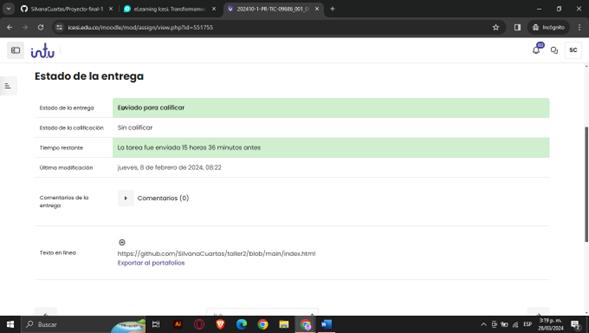 SilvanaCuartas/Proyecto-final-1
eLearning Icesi. Transformamos
202410-1-PR-TIC-09686_001_D
icesi.edu.co/moodle/mod/assign/view.php?id=551755
Incógnito
intu
SC
Estado de la entrega
Estado de la entrega Enviado para calificar
Estado de la calificación Sin calificar
Tiempo restante La tarea fue enviada 15 horas 36 minutos antes
Última modificación jueves, 8 de febrero de 2024, 08:22
Comentarios de la entrega Comentarios (0)
Texto en línea
https://github.com/SilvanaCuartas/taller2/blob/main/index.html
Exportar al portafolios
Buscar
ESP
3:19 p. m.
28/03/2024